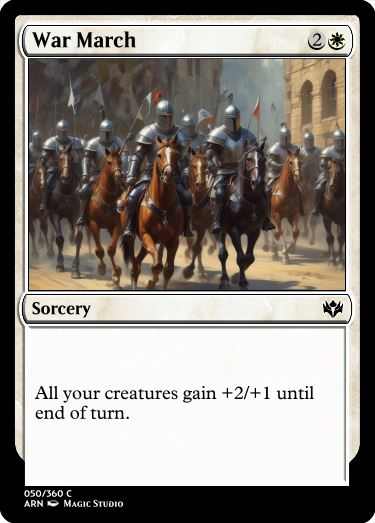 War March 2
Sorcery
All your creatures gain +2/+1 until
end of turn.
050/360 C
ARN Magic Studio